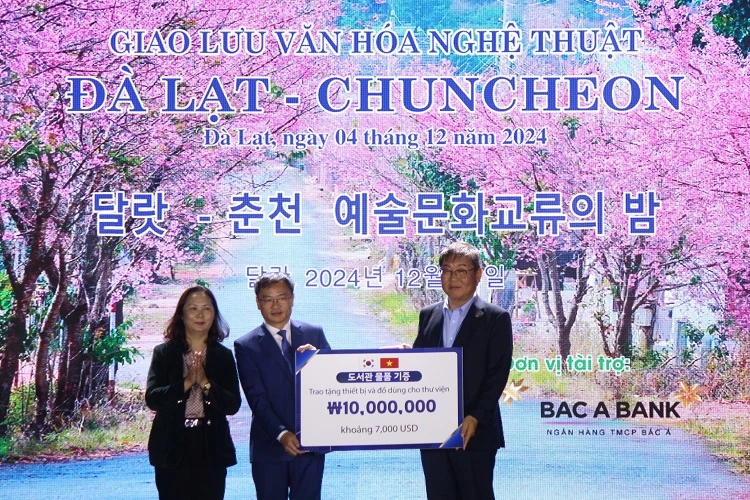 GIAO LƯU VĂN HÓA NGHỆ THUẬT
ĐÀ LẠT - CHUNCHEON
Đà Lạt, ngày 04 tháng 12 năm 2024
달랏 - 춘천 예술문화교류의 밤
달랏 2024년 12월 일
도서관 물품 기증
Trao tặng thiết bị và đồ dùng cho thư viện
₩10,000,000
khoảng 7,000 USD
Đơn vị tài trợ:
BAC A BANK
NGÂN HÀNG TMCP BẮC Á